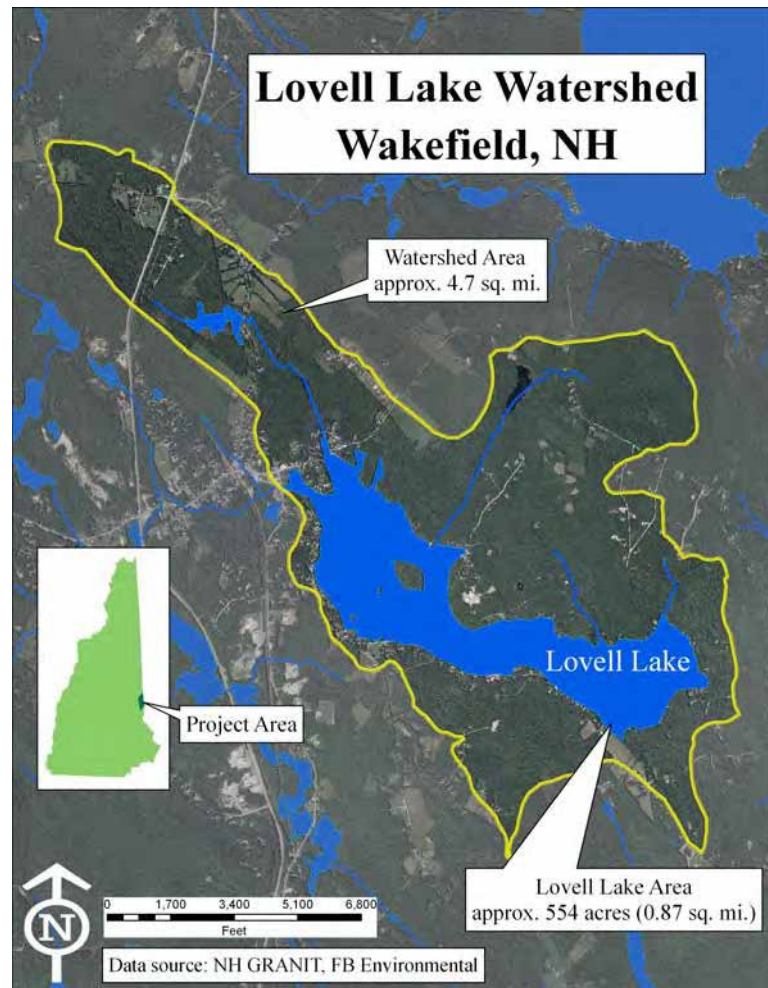 Lovell Lake Watershed
Wakefield, NH
Watershed Area
approx. 4.7 sq. mi.
Lovell Lake
Project Area
Lovell Lake Area
approx. 554 acres (0.87 sq. mi.)
N
0 1,700 3,400 5,100 6,800
Feet
Data source: NH GRANIT, FB Environmental